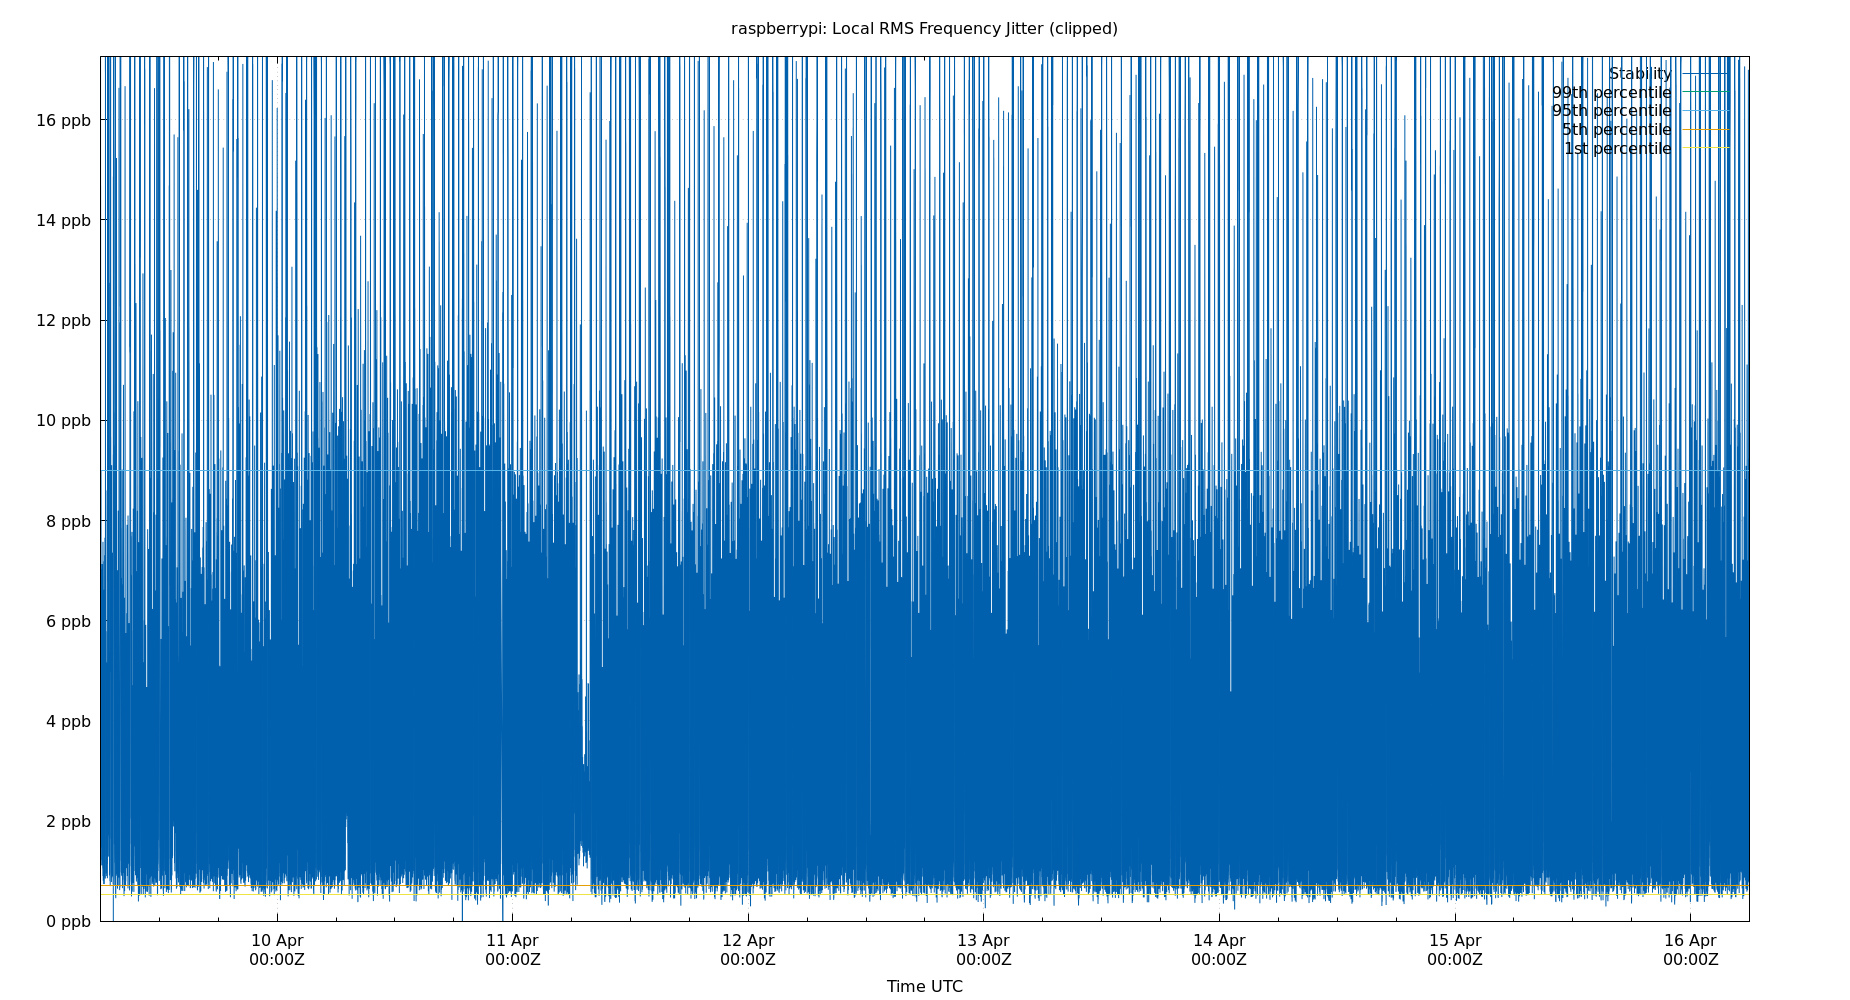 raspberrypi: Local RMS Frequency Jitter (clipped)
Stability
99th percentile
95th percentile
5th percentile
1st percentile
16 ppb
14 ppb
12 ppb
10 ppb
8 ppb
6 ppb
4 ppb
2 ppb
0 ppb
10 Apr 11 Apr 12 Apr 13 Apr 14 Apr 15 Apr 16 Apr
00:00Z 00:00Z 00:00Z 00:00Z 00:00Z 00:00Z 00:00Z
Time UTC